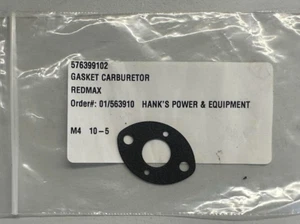 576399102
GASKET CARBURETOR
REDMAX
Order#: 01/563910 HANK'S POWER & EQUIPMENT
M4 10-5